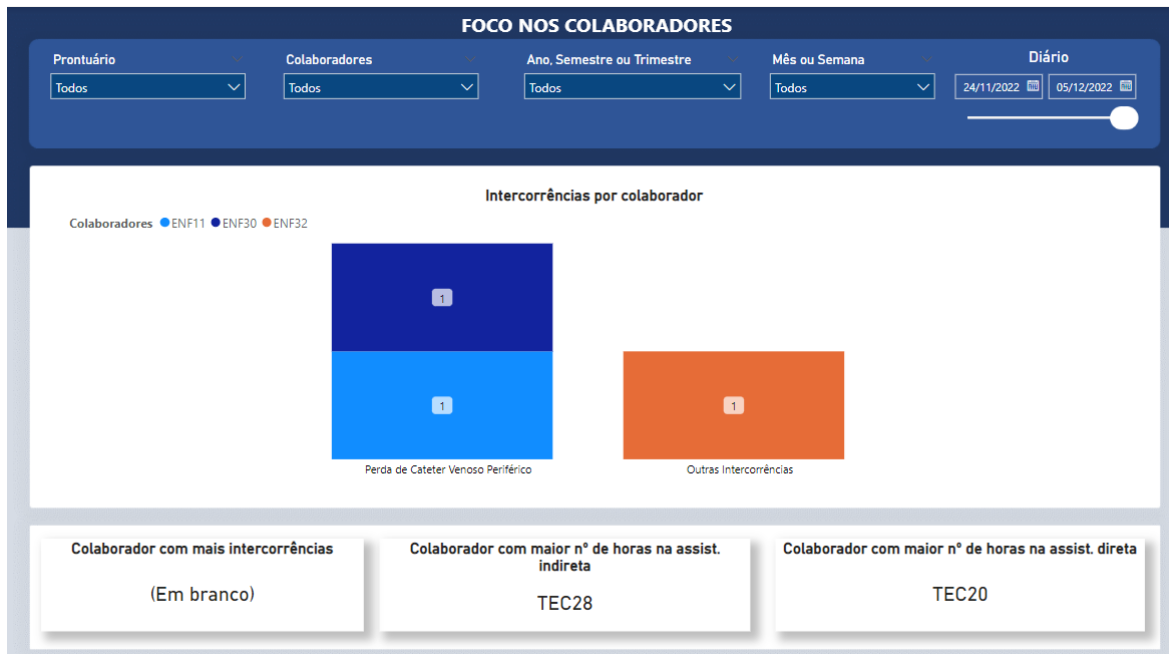 FOCO NOS COLABORADORES
Prontuário
Colaboradores
Ano, Semestre ou Trimestre
Mês ou Semana
Diário
Todos
Todos
Todos
Todos
24/11/2022
05/12/2022
Intercorrências por colaborador
Colaboradores ENF11 ENF30 ENF32
1
1
1
Perda de Cateter Venoso Periférico
Outras Intercorrências
Colaborador com mais intercorrências
(Em branco)
Colaborador com maior nº de horas na assist.
indireta
TEC28
Colaborador com maior nº de horas na assist. direta
TEC20